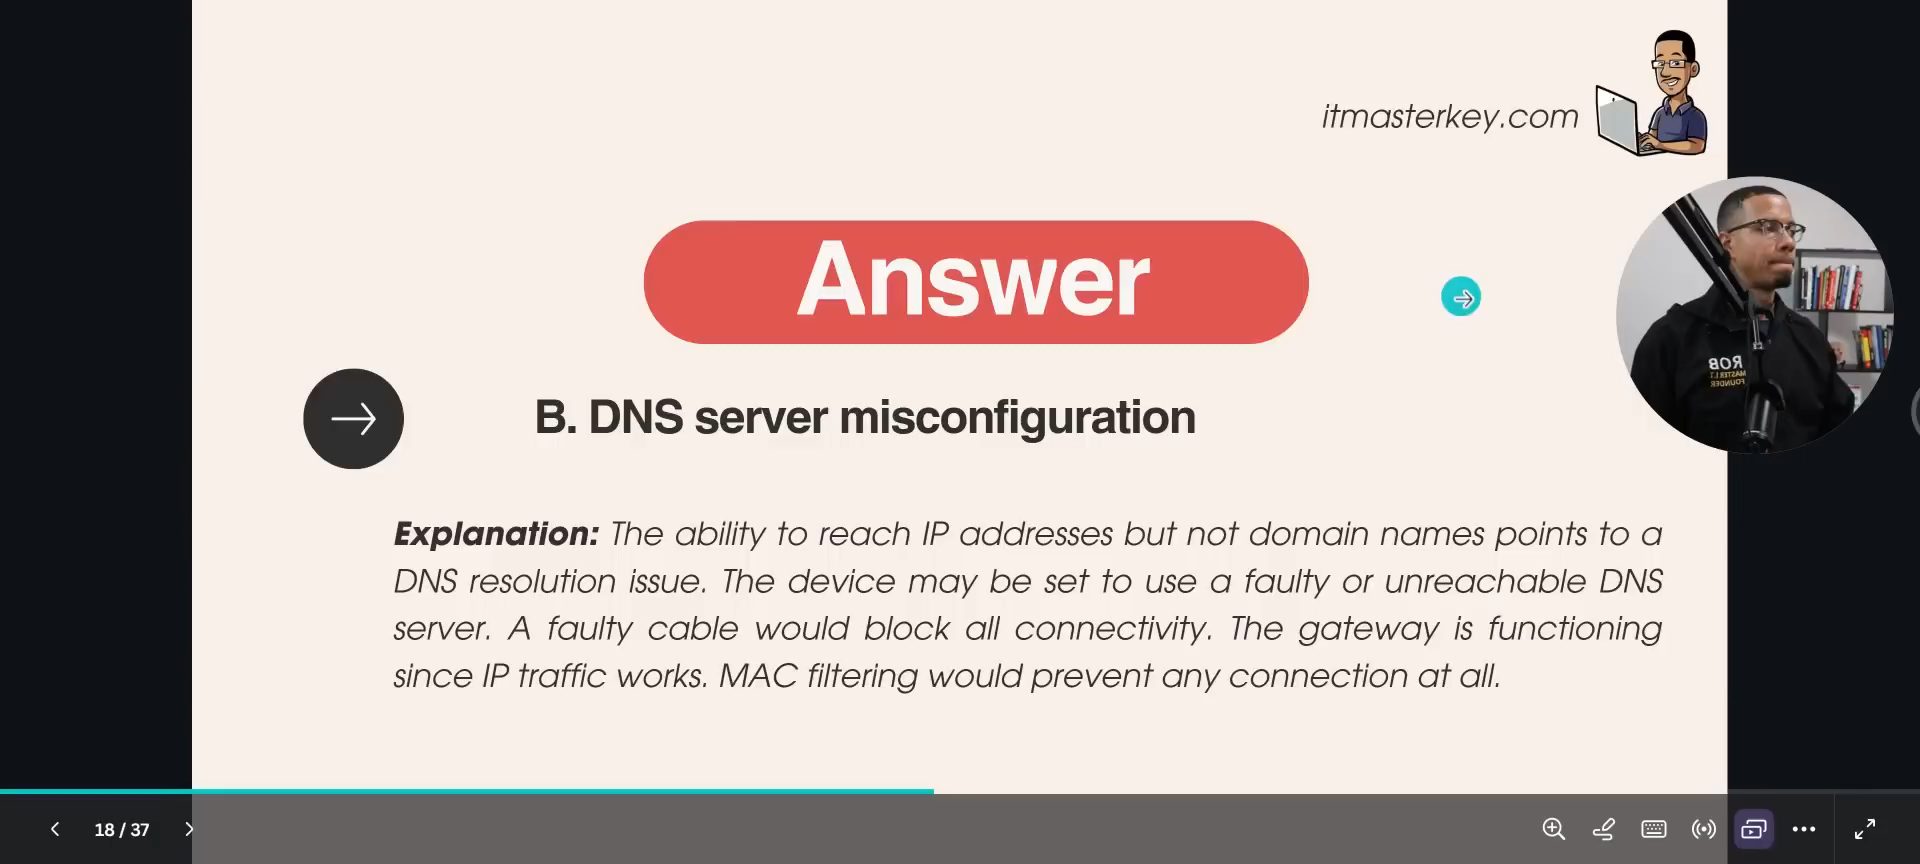 itmasterkey.com
Answer
B. DNS server misconfiguration
Explanation: The ability to reach IP addresses but not domain names points to a
DNS resolution issue. The device may be set to use a faulty or unreachable DNS
server. A faulty cable would block all connectivity. The gateway is functioning
since IP traffic works. MAC filtering would prevent any connection at all.
ROB
MASTER I.T
FOUNDER
18 / 37